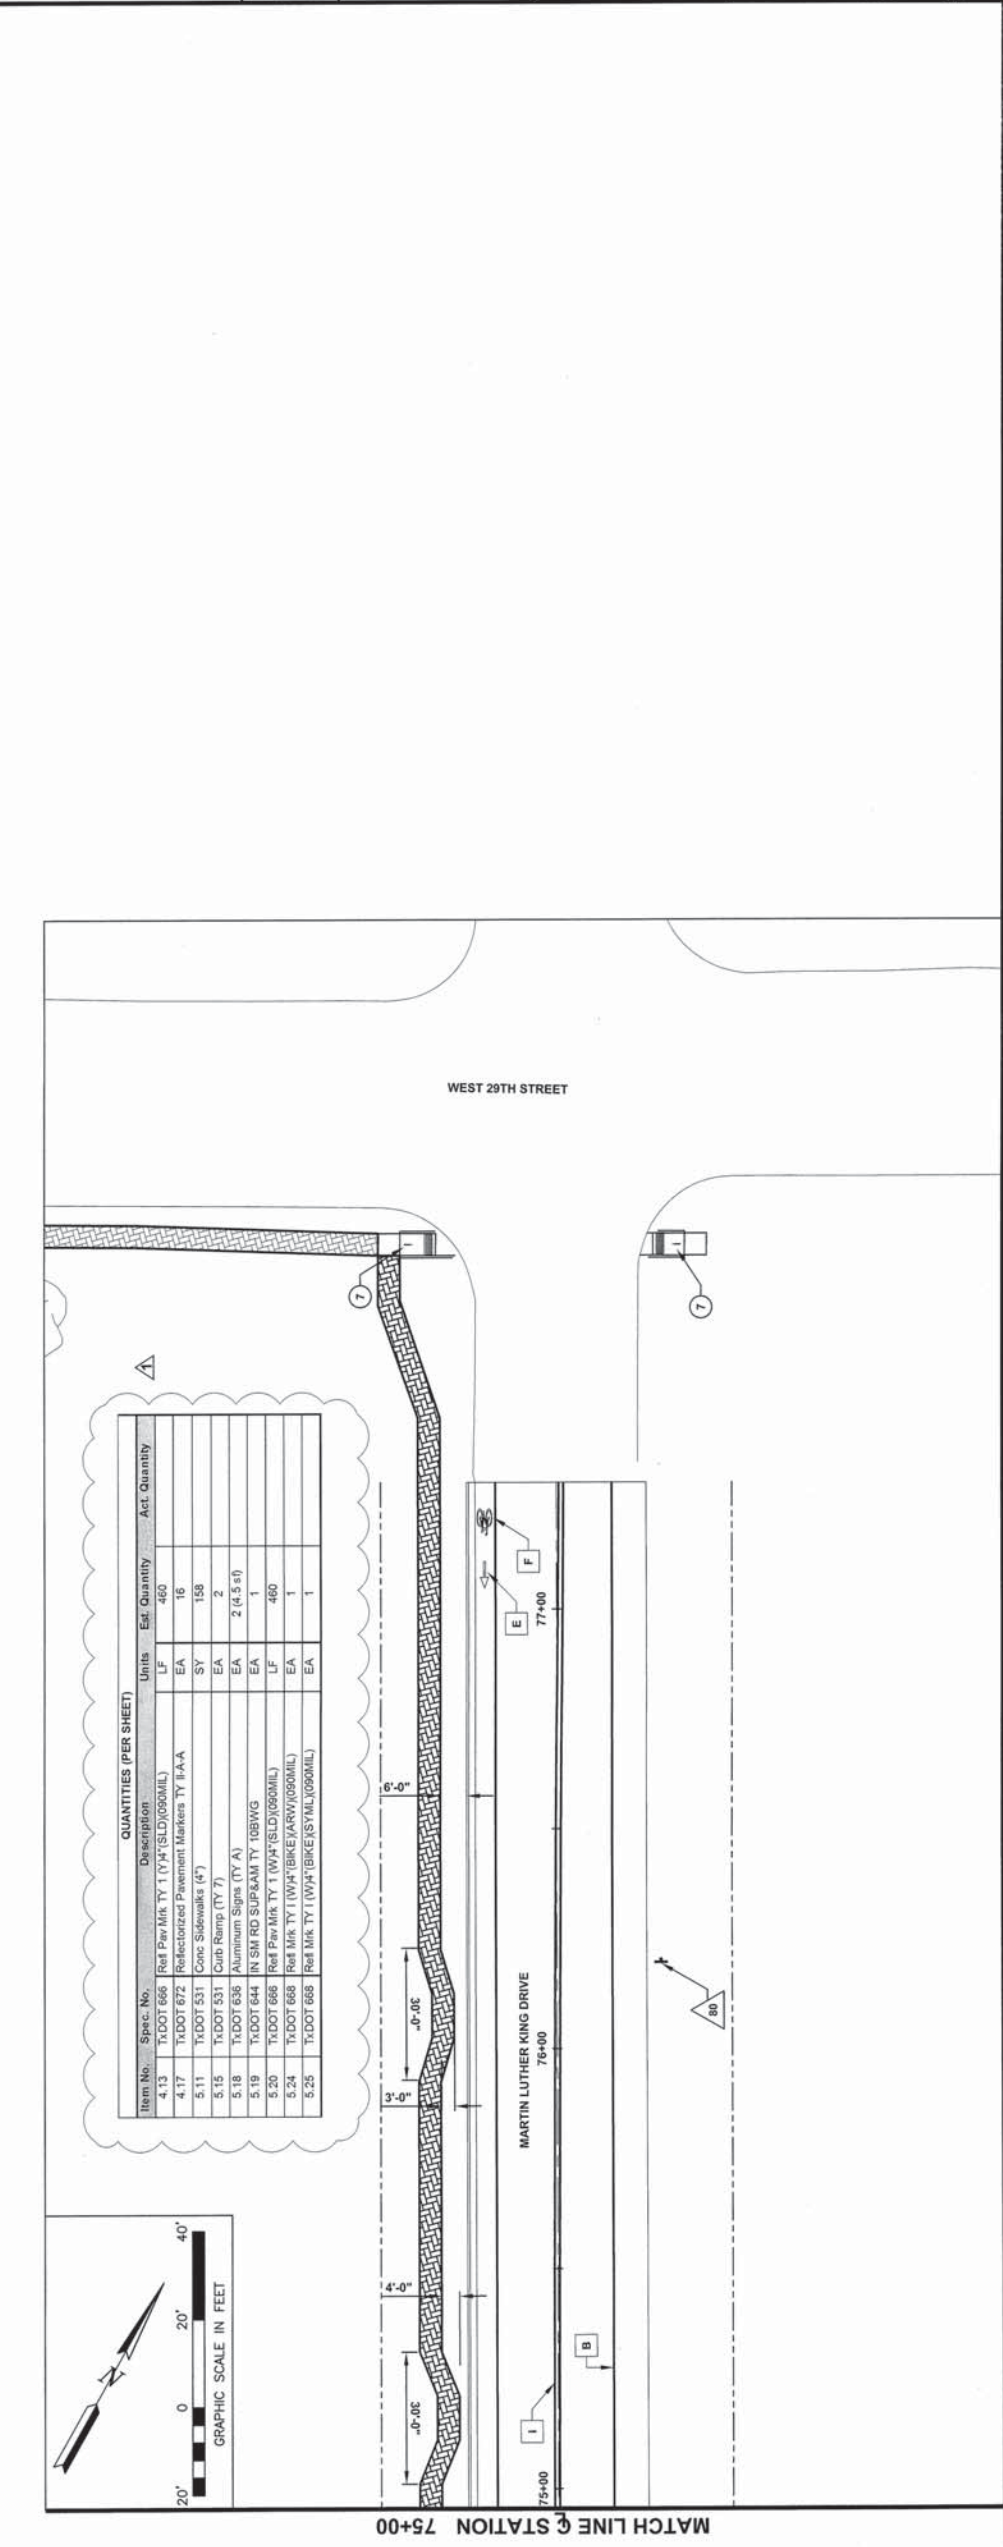 WEST 29TH STREET
7
I
I
7
1
QUANTITIES (PER SHEET)
Item No. Spec. No. Description Units Est. Quantity Act. Quantity
4.13 TxDOT 666 Refl Pav Mrk TY 1 (Y)4"(SLD)(090MIL) LF 460
4.17 TxDOT 672 Reflectorized Pavement Markers TY II-A-A EA 16
5.11 TxDOT 531 Conc Sidewalks (4") SY 158
5.15 TxDOT 531 Curb Ramp (TY 7) EA 2
5.18 TxDOT 636 Aluminum Signs (TY A) EA 2 (4.5 sf)
5.19 TxDOT 644 IN SM RD SUP&AM TY 10BWG EA 1
5.20 TxDOT 666 Refl Pav Mrk TY 1 (W)4"(SLD)(090MIL) LF 460
5.24 TxDOT 668 Refl Mrk TY I (W)4"(BIKE)(ARW)(090MIL) EA 1
5.25 TxDOT 668 Refl Mrk TY I (W)4"(BIKE)(SYML)(090MIL) EA 1
F
E
77+00
6'-0"
30'-0"
3'-0"
MARTIN LUTHER KING DRIVE
76+00
80
4'-0"
30'-0"
B
I
75+00
N
20' 0 20' 40'
GRAPHIC SCALE IN FEET
MATCH LINE ℄ STATION 75+00